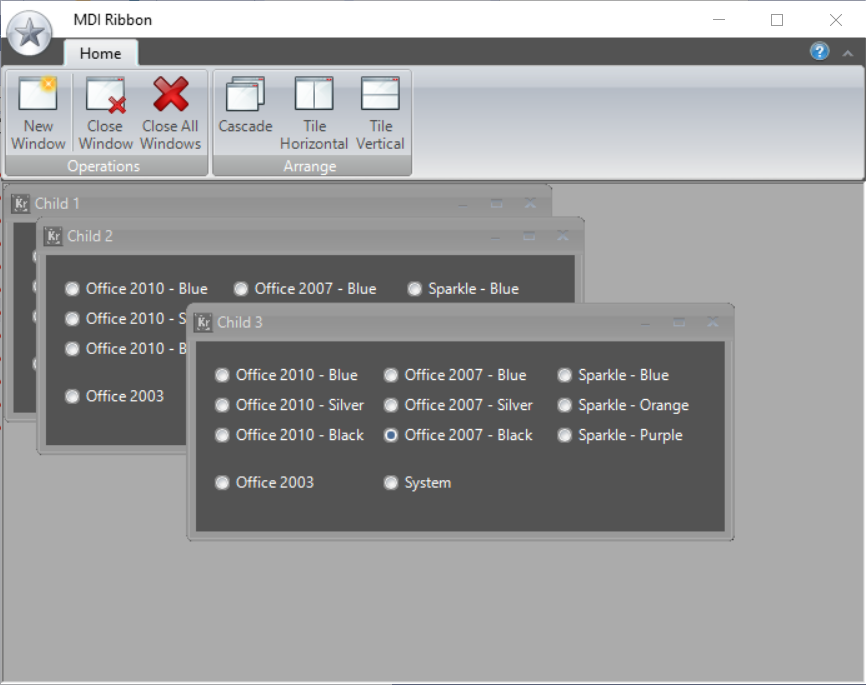 MDI Ribbon
Home
New Window
Close Window
Close All Windows
Cascade
Tile Horizontal
Tile Vertical
Operations
Arrange
Kr Child 1
Kr Child 2
Office 2010 - Blue
Office 2007 - Blue
Sparkle - Blue
Office 2010 - S
Office 2010 - B
Office 2003
Kr Child 3
Office 2010 - Blue
Office 2007 - Blue
Sparkle - Blue
Office 2010 - Silver
Office 2007 - Silver
Sparkle - Orange
Office 2010 - Black
Office 2007 - Black
Sparkle - Purple
Office 2003
System